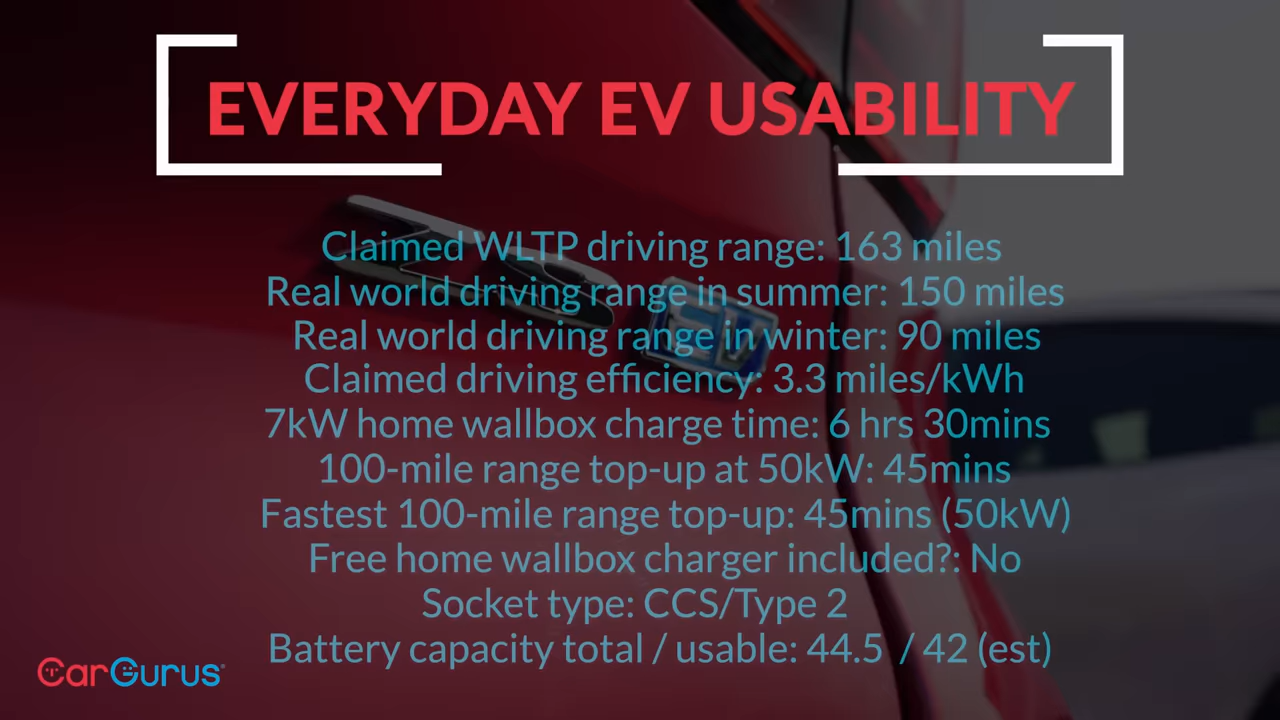 EVERYDAY EV USABILITY
Claimed WLTP driving range: 163 miles
Real world driving range in summer: 150 miles
Real world driving range in winter: 90 miles
Claimed driving efficiency: 3.3 miles/kWh
7kW home wallbox charge time: 6 hrs 30mins
100-mile range top-up at 50kW: 45mins
Fastest 100-mile range top-up: 45mins (50kW)
Free home wallbox charger included?: No
Socket type: CCS/Type 2
Battery capacity total / usable: 44.5 / 42 (est)
CarGurus
ZS EV